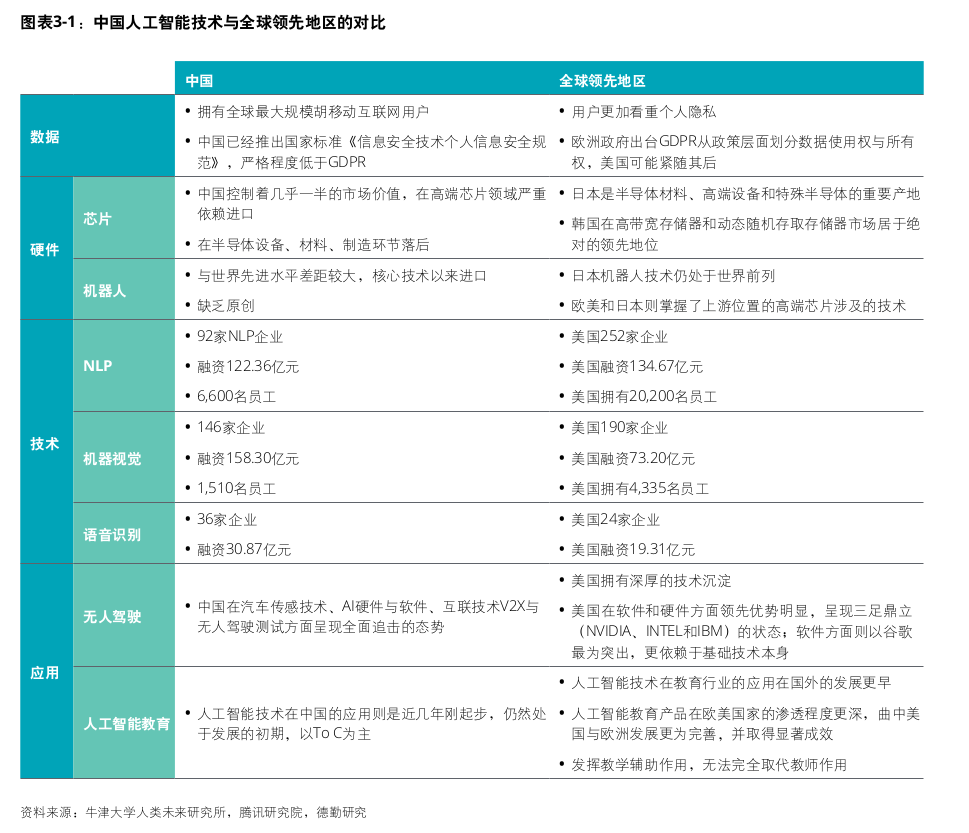 图表3-1：中国人工智能技术与全球领先地区的对比
中国
全球领先地区
数据
• 拥有全球最大规模胡移动互联网用户
• 中国已经推出国家标准《信息安全技术个人信息安全规
范》，严格程度低于GDPR
• 用户更加看重个人隐私
• 欧洲政府出台GDPR从政策层面划分数据使用权与所有
权，美国可能紧随其后
硬件
芯片
• 中国控制着几乎一半的市场价值，在高端芯片领域严重
依赖进口
• 在半导体设备、材料、制造环节落后
• 日本是半导体材料、高端设备和特殊半导体的重要产地
• 韩国在高带宽存储器和动态随机存取存储器市场居于绝
对的领先地位
机器人
• 与世界先进水平差距较大，核心技术以来进口
• 缺乏原创
• 日本机器人技术仍处于世界前列
• 欧美和日本则掌握了上游位置的高端芯片涉及的技术
技术
NLP
• 92家NLP企业
• 融资122.36亿元
• 6,600名员工
• 美国252家企业
• 美国融资134.67亿元
• 美国拥有20,200名员工
机器视觉
• 146家企业
• 融资158.30亿元
• 1,510名员工
• 美国190家企业
• 美国融资73.20亿元
• 美国拥有4,335名员工
语音识别
• 36家企业
• 融资30.87亿元
• 美国24家企业
• 美国融资19.31亿元
应用
无人驾驶
• 中国在汽车传感技术、AI硬件与软件、互联技术V2X与
无人驾驶测试方面呈现全面追击的态势
• 美国拥有深厚的技术沉淀
• 美国在软件和硬件方面领先优势明显，呈现三足鼎立
（NVIDIA、INTEL和IBM）的状态；软件方面则以谷歌
最为突出，更依赖于基础技术本身
人工智能教育
• 人工智能技术在中国的应用则是近几年刚起步，仍然处
于发展的初期，以To C为主
• 人工智能技术在教育行业的应用在国外的发展更早
• 人工智能教育产品在欧美国家的渗透程度更深，曲中美
国与欧洲发展更为完善，并取得显著成效
• 发挥教学辅助作用，无法完全取代教师作用
资料来源：牛津大学人类未来研究所，腾讯研究院，德勤研究